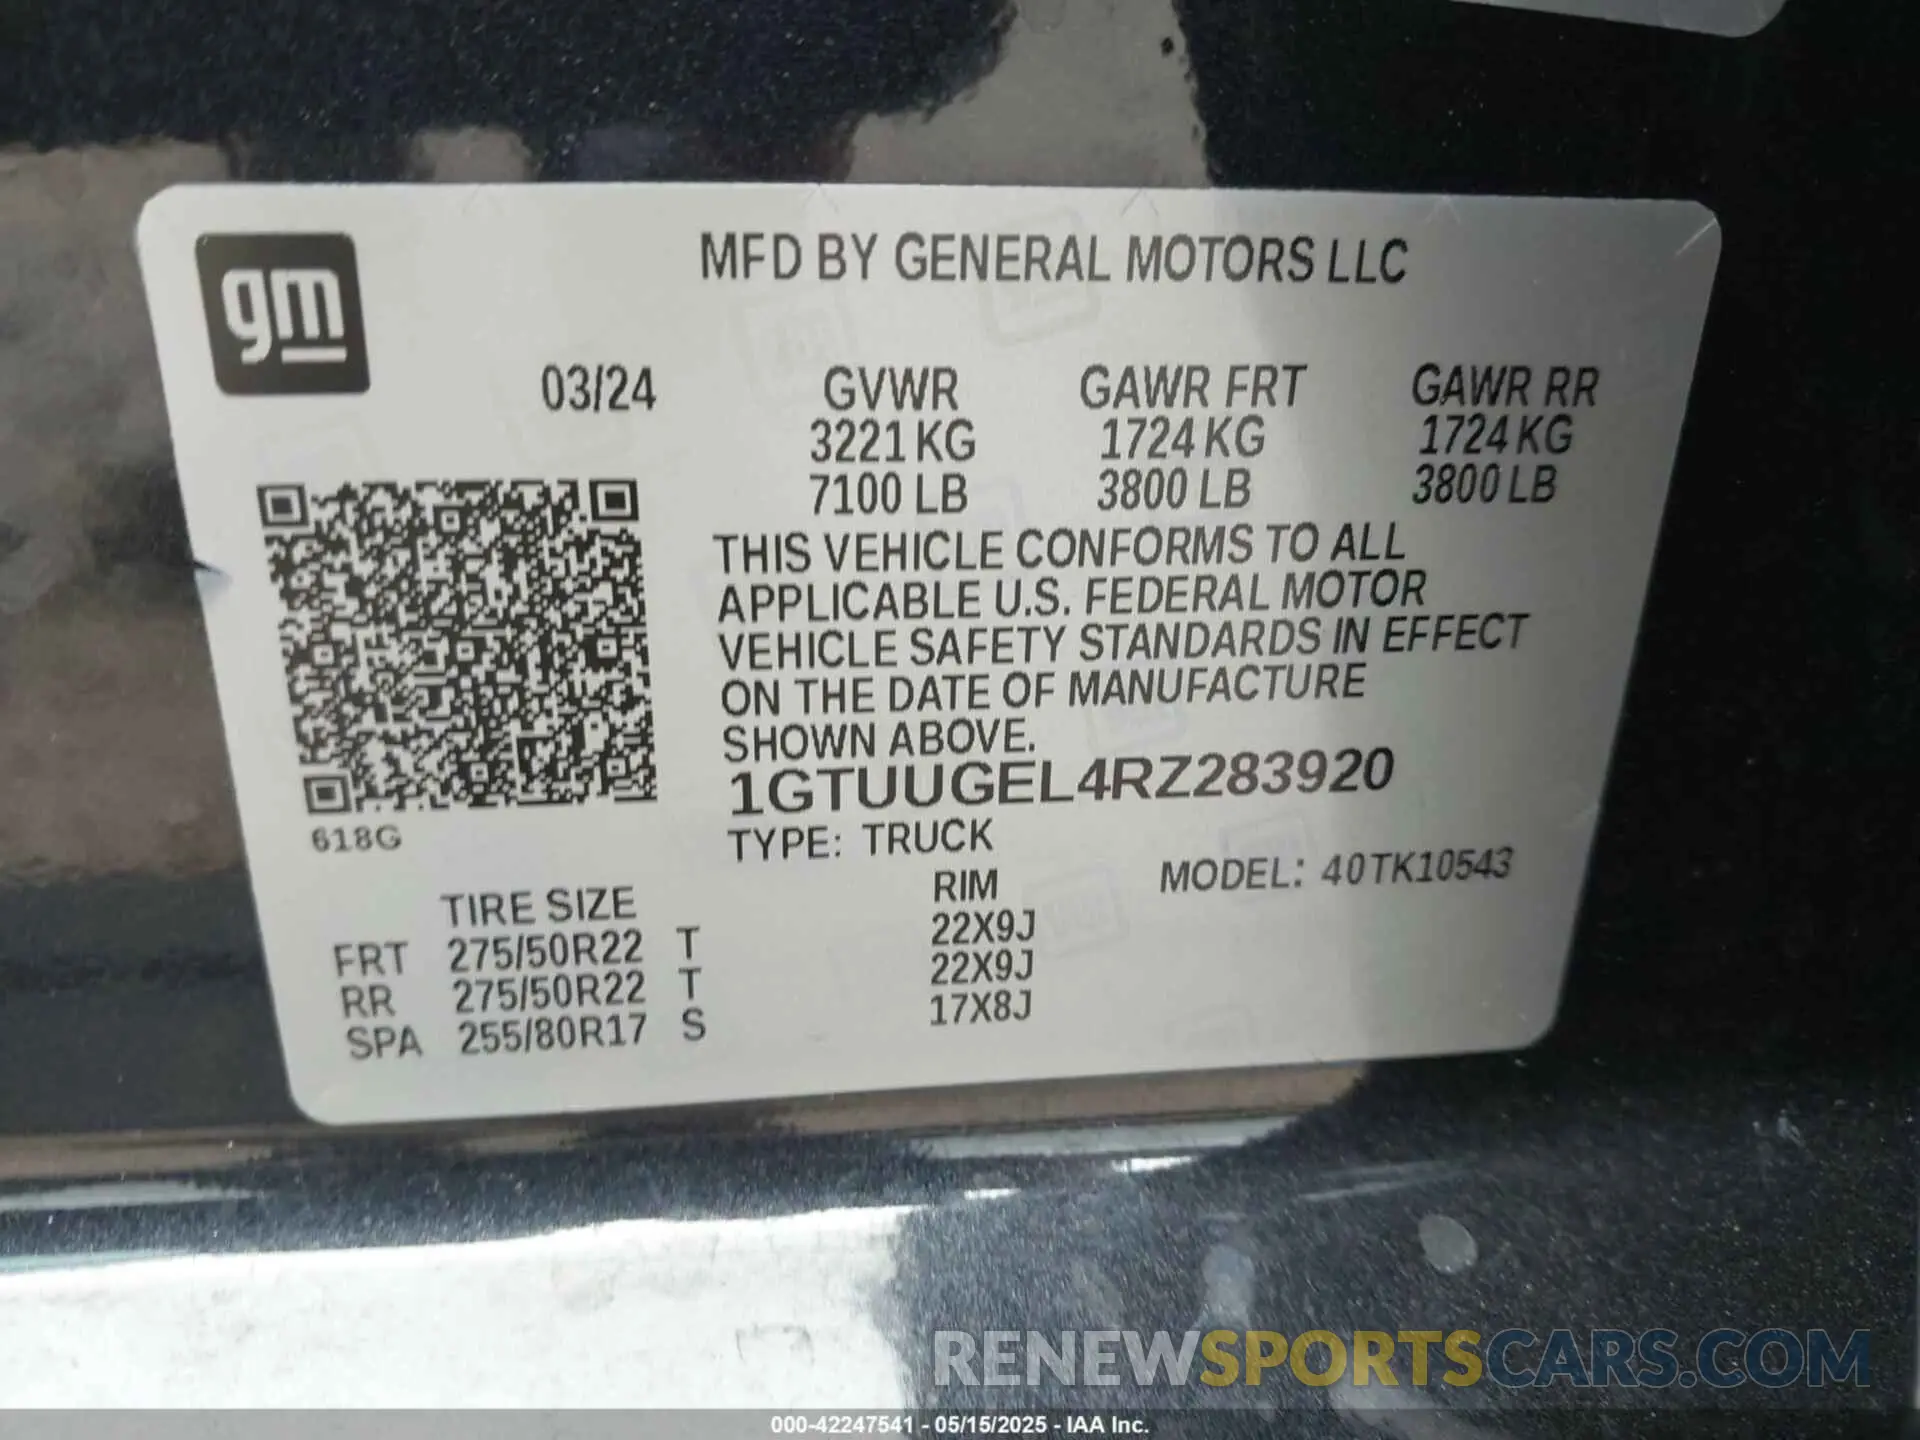 gm
MFD BY GENERAL MOTORS LLC
03/24 GVWR GAWR FRT GAWR RR
3221 KG 1724 KG 1724 KG
7100 LB 3800 LB 3800 LB
THIS VEHICLE CONFORMS TO ALL
APPLICABLE U.S. FEDERAL MOTOR
VEHICLE SAFETY STANDARDS IN EFFECT
ON THE DATE OF MANUFACTURE
SHOWN ABOVE.
1GTUUGEL4RZ283920
618G
TYPE: TRUCK MODEL: 40TK10543
TIRE SIZE RIM
FRT 275/50R22 T 22X9J
RR 275/50R22 T 22X9J
SPA 255/80R17 S 17X8J
RENEWSPORTSCARS.COM
000-42247541 - 05/15/2025 - IAA Inc.